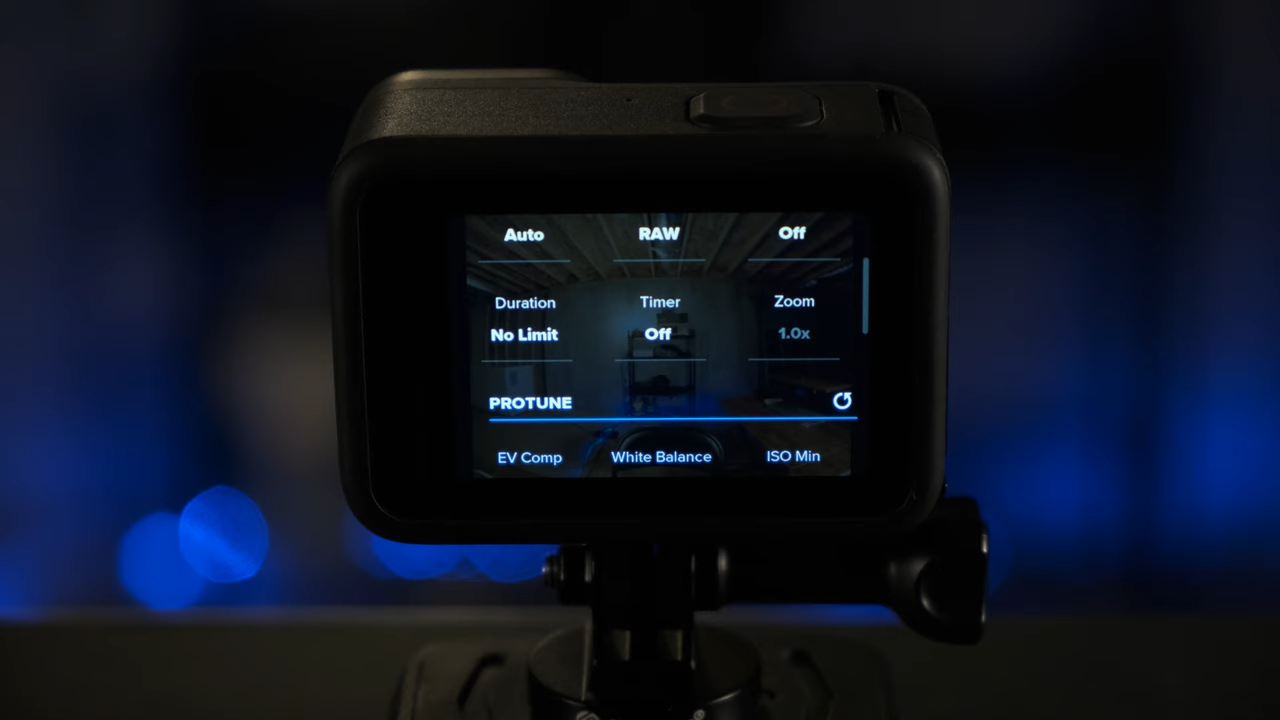 Auto RAW Off
Duration Timer Zoom
No Limit Off 1.0x
PROTUNE
EV Comp White Balance ISO Min